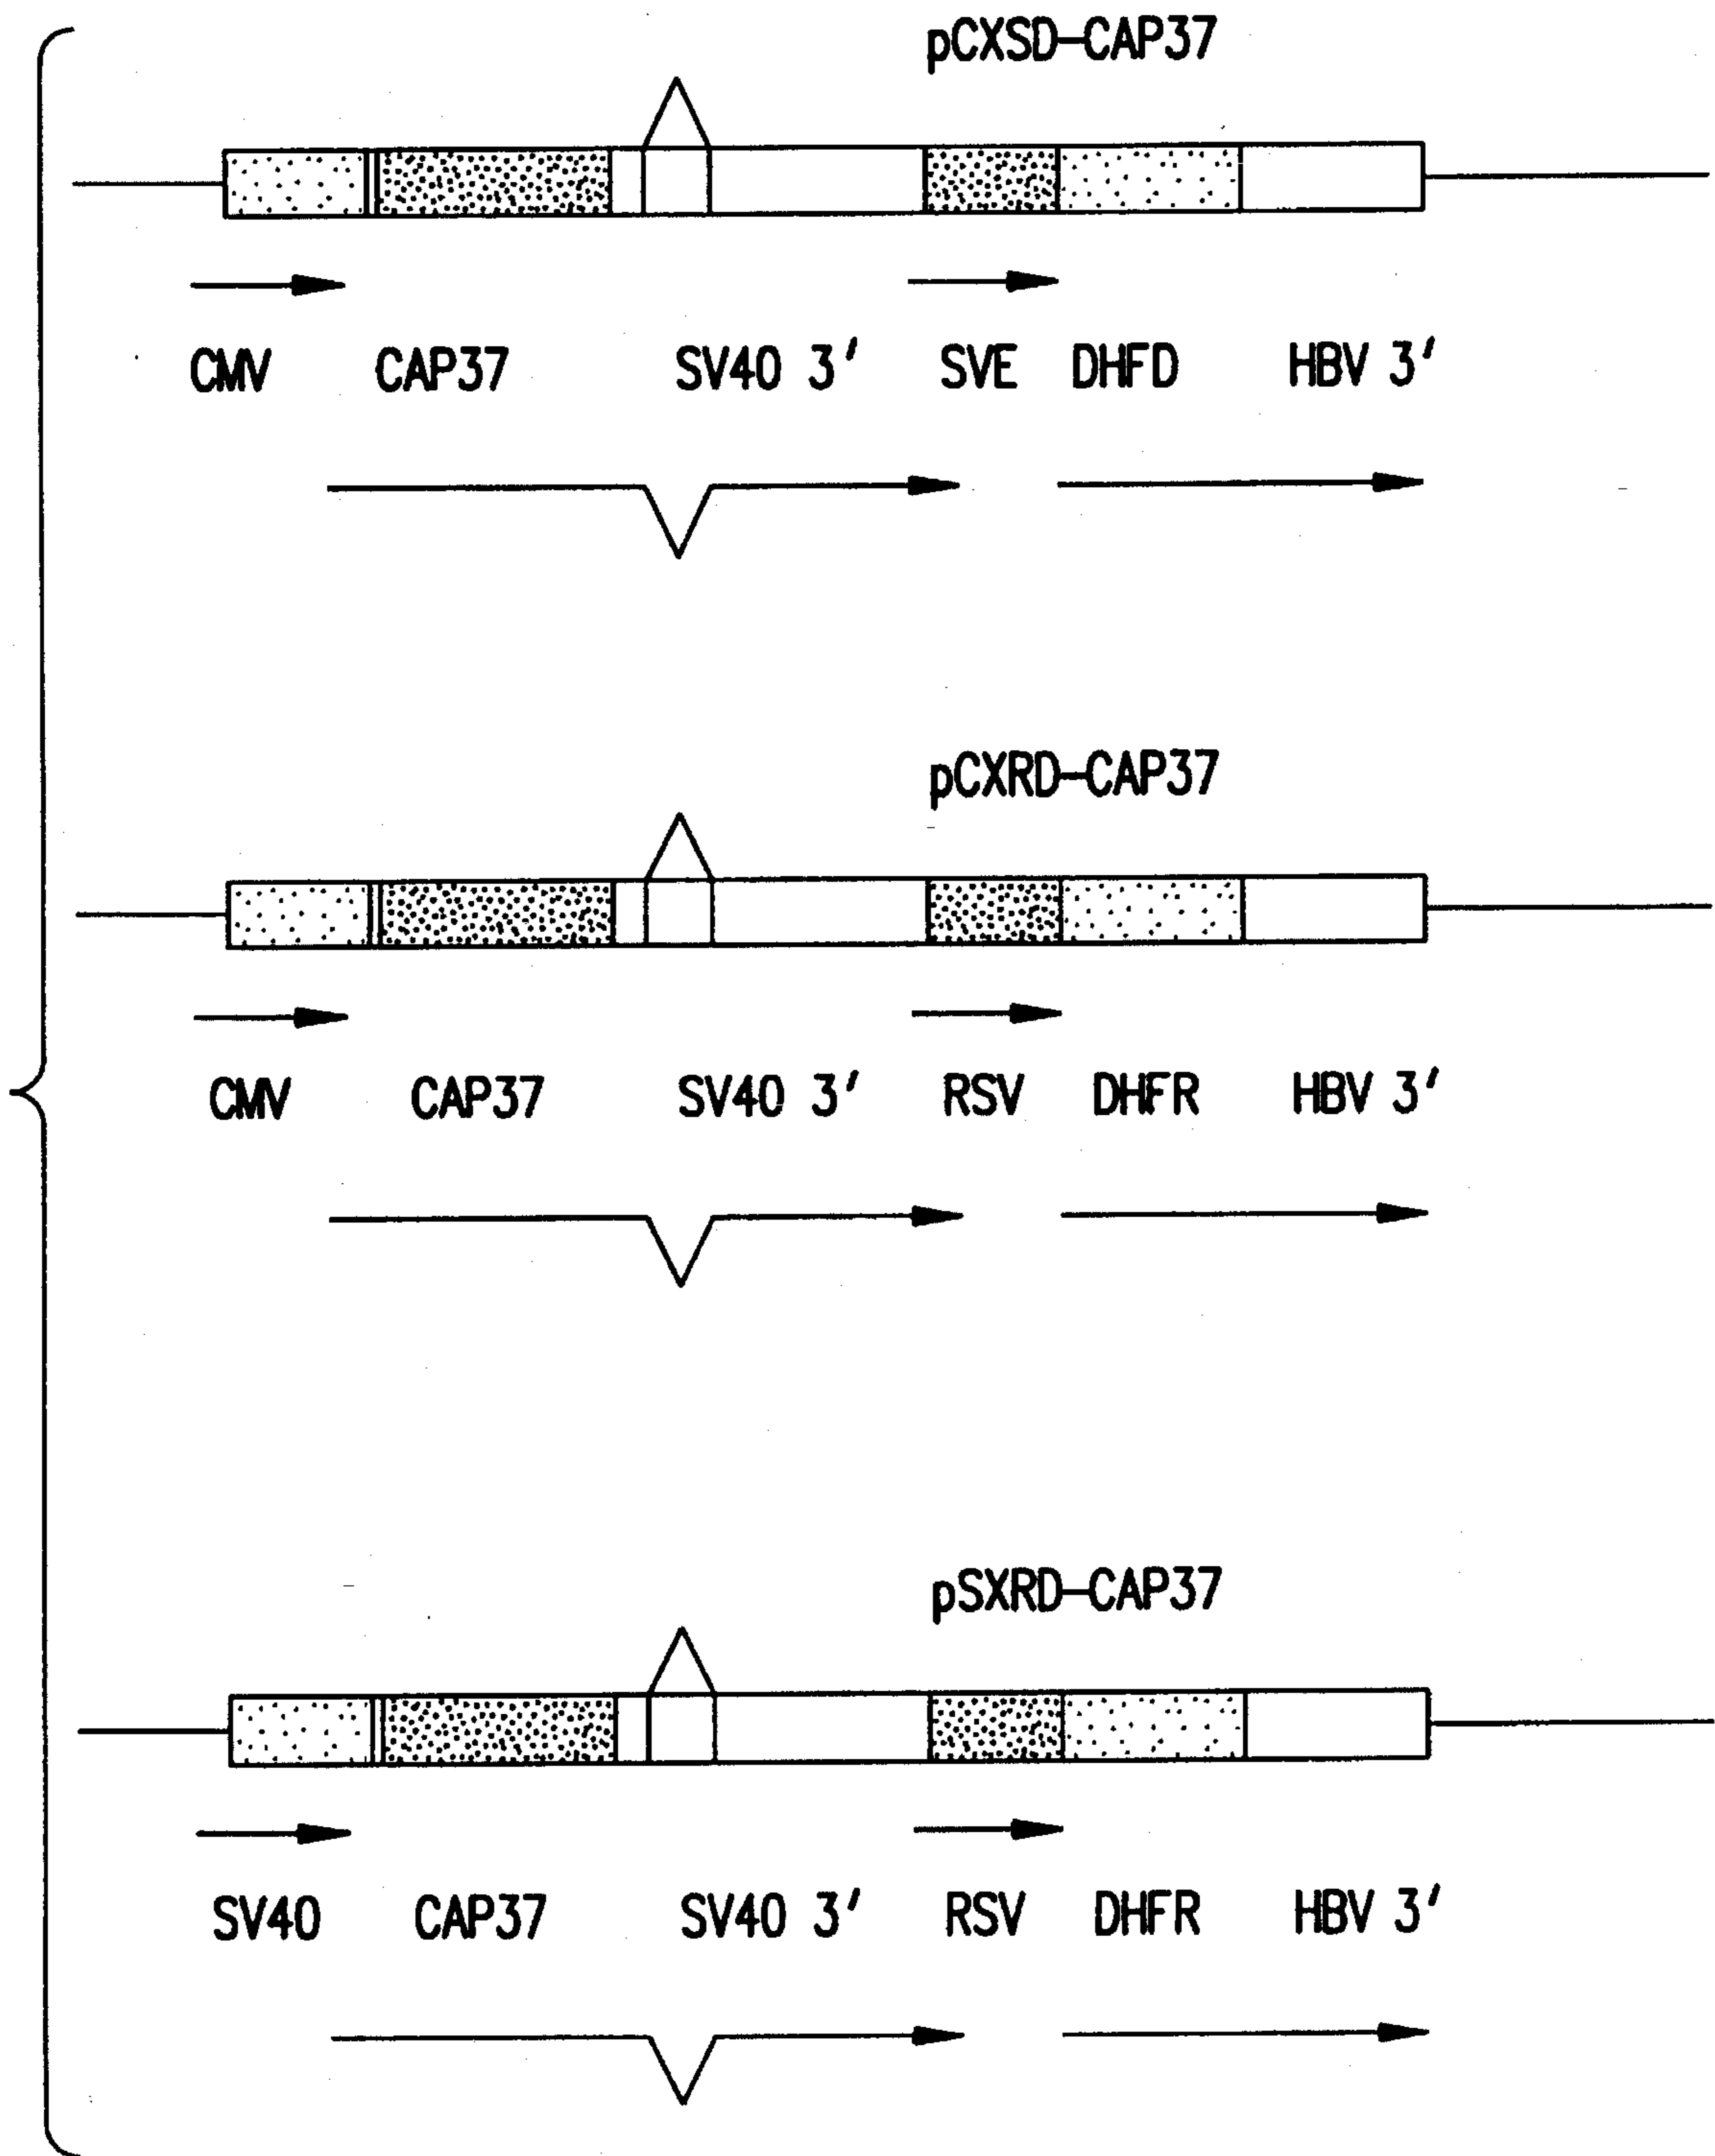 pCXSD-CAP37
CMV CAP37 SV40 3' SVE DHFD HBV 3'
pCXRD-CAP37
CMV CAP37 SV40 3' RSV DHFR HBV 3'
pSXRD-CAP37
SV40 CAP37 SV40 3' RSV DHFR HBV 3'